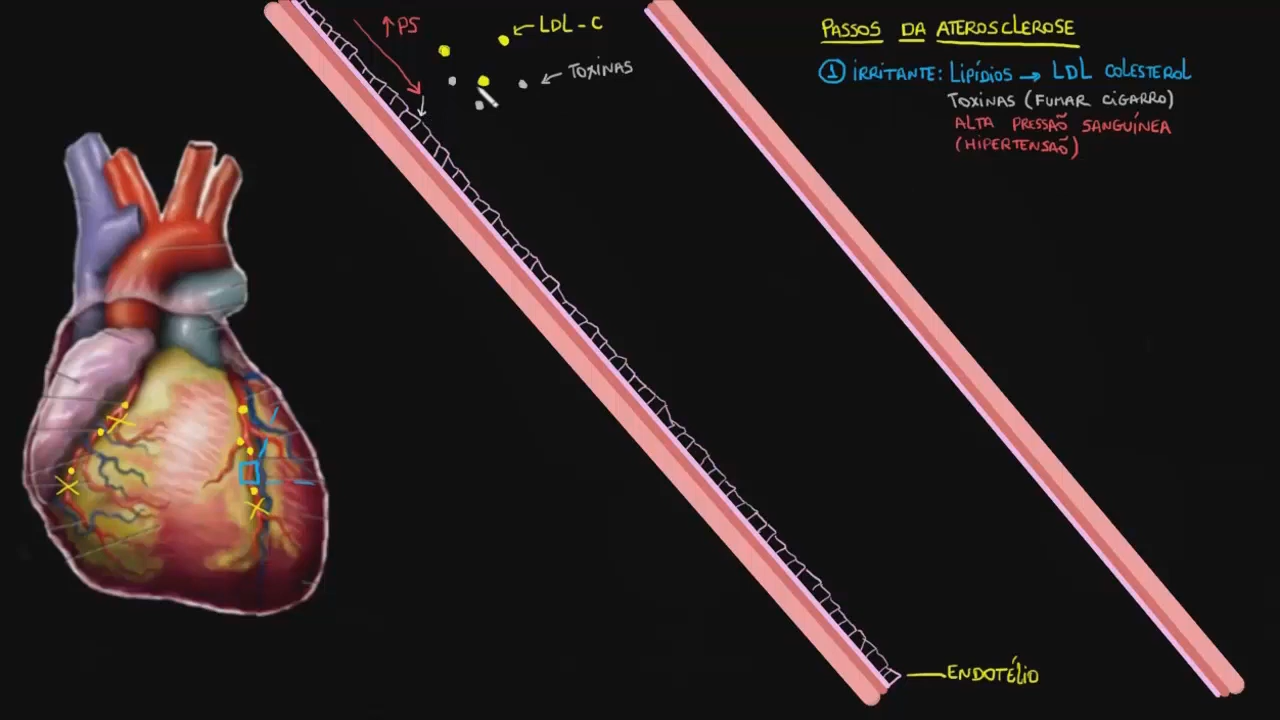 ↑PS
LDL-C
TOXINAS
PASSOS DA ATEROSCLEROSE
① IRRITANTE: LIPÍDIOS → LDL COLESTEROL
TOXINAS (FUMAR CIGARRO)
ALTA PRESSÃO SANGUÍNEA
(HIPERTENSÃO)
ENDOTÉLIO